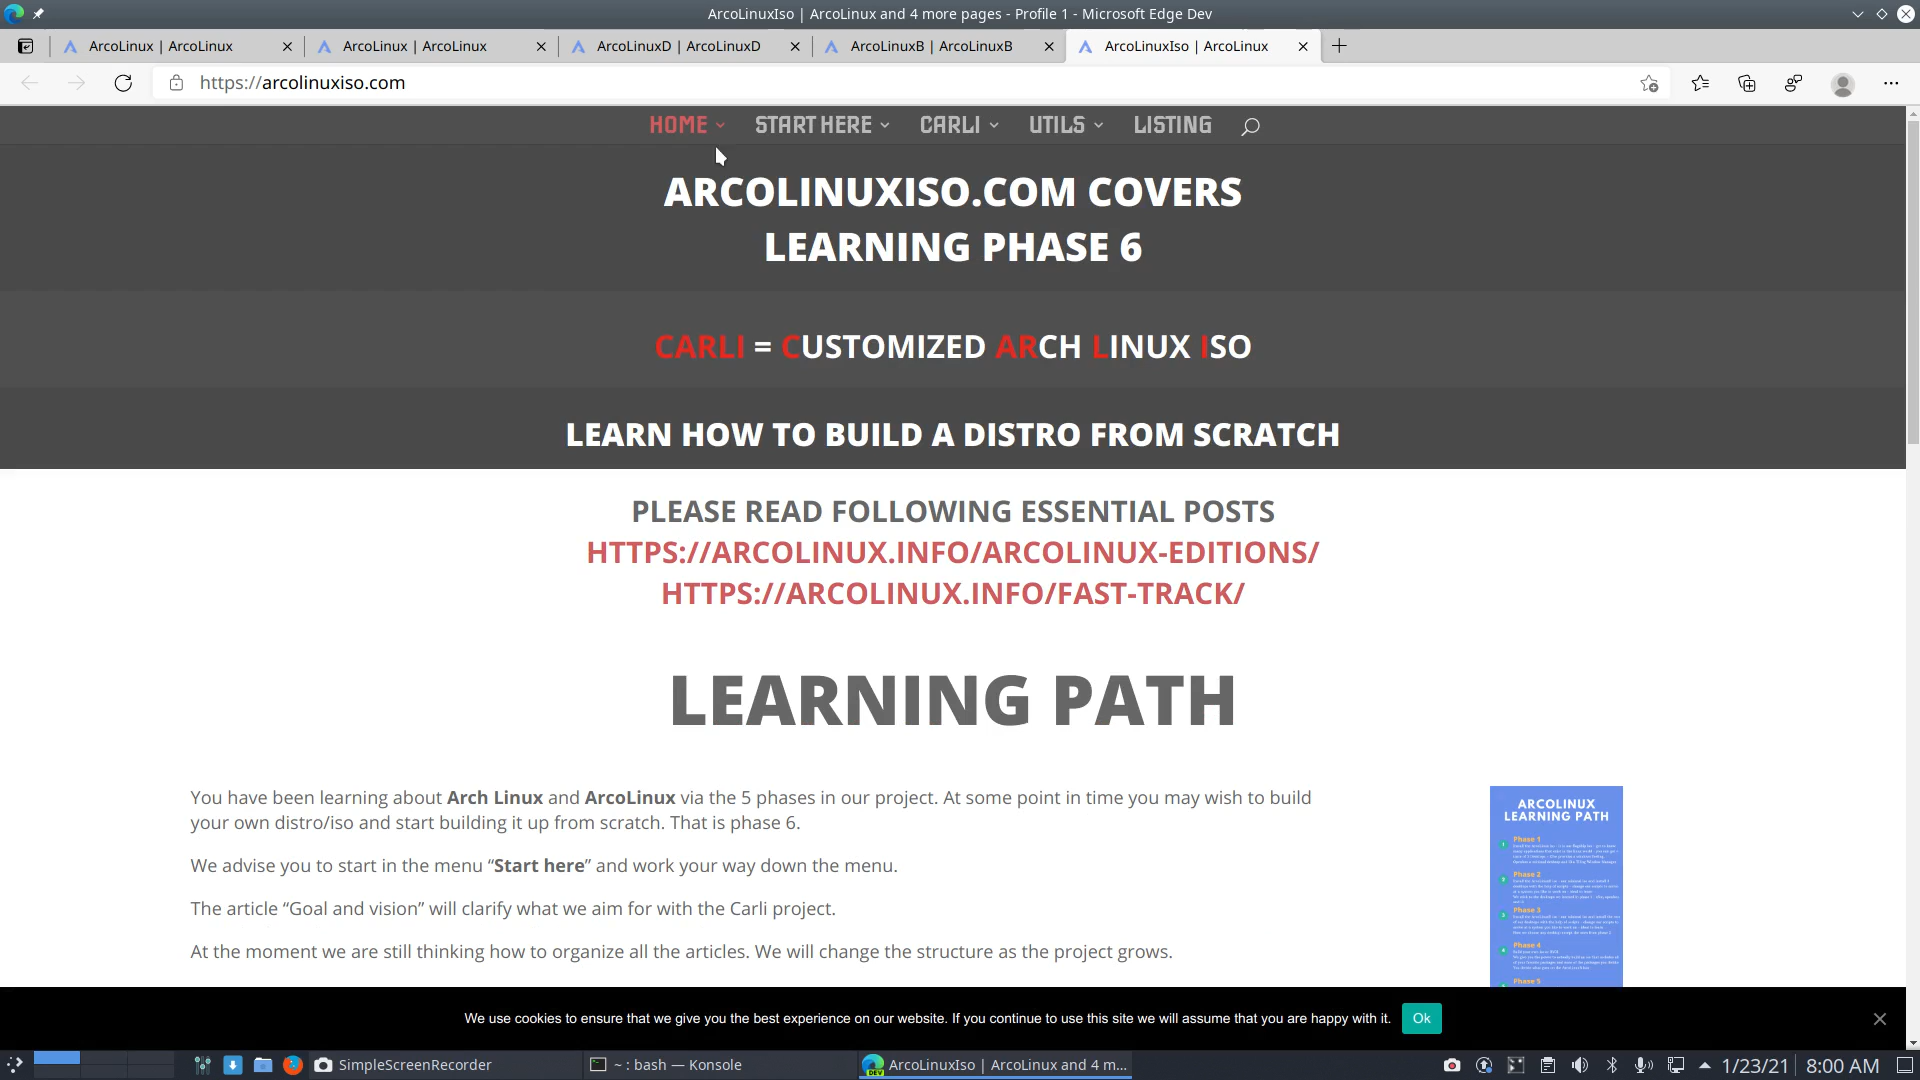 ArcoLinuxIso | ArcoLinux and 4 more pages - Profile 1 - Microsoft Edge Dev
ArcoLinux | ArcoLinux
ArcoLinux | ArcoLinux
ArcoLinuxD | ArcoLinuxD
ArcoLinuxB | ArcoLinuxB
ArcoLinuxIso | ArcoLinux
https://arcolinuxiso.com
HOME START HERE CARLI UTILS LISTING
ARCOLINUXISO.COM COVERS
LEARNING PHASE 6
CARLI = CUSTOMIZED ARCH LINUX ISO
LEARN HOW TO BUILD A DISTRO FROM SCRATCH
PLEASE READ FOLLOWING ESSENTIAL POSTS
HTTPS://ARCOLINUX.INFO/ARCOLINUX-EDITIONS/
HTTPS://ARCOLINUX.INFO/FAST-TRACK/
LEARNING PATH
You have been learning about Arch Linux and ArcoLinux via the 5 phases in our project. At some point in time you may wish to build
your own distro/iso and start building it up from scratch. That is phase 6.
We advise you to start in the menu “Start here” and work your way down the menu.
The article “Goal and vision” will clarify what we aim for with the Carli project.
At the moment we are still thinking how to organize all the articles. We will change the structure as the project grows.
ARCOLINUX
LEARNING PATH
Phase 1
Phase 2
Phase 3
Phase 4
Phase 5
We use cookies to ensure that we give you the best experience on our website. If you continue to use this site we will assume that you are happy with it.
Ok
SimpleScreenRecorder
~ : bash — Konsole
DEV
ArcoLinuxIso | ArcoLinux and 4 m...
1/23/21
8:00 AM